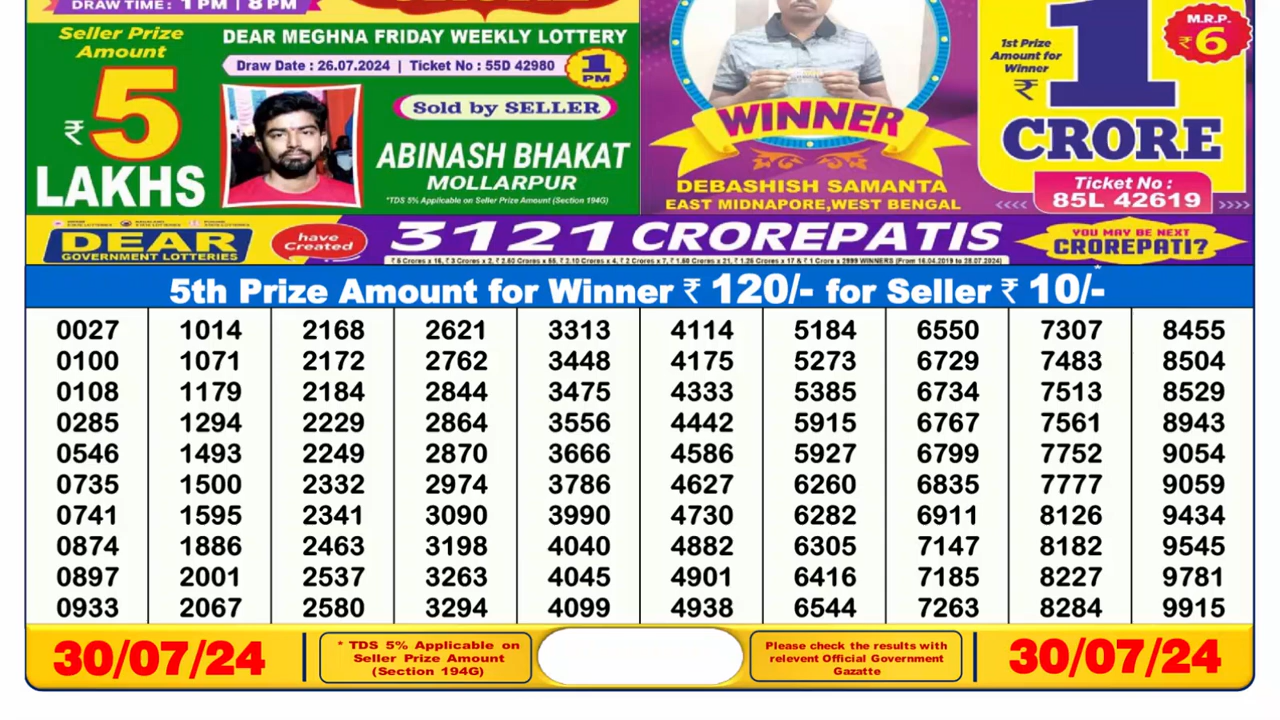 DRAW TIME: 1 PM | 8 PM
Seller Prize
Amount
₹ 5
LAKHS
DEAR MEGHNA FRIDAY WEEKLY LOTTERY
Draw Date : 26.07.2024 | Ticket No : 55D 42980
1
PM
Sold by SELLER
ABINASH BHAKAT
MOLLARPUR
*TDS 5% Applicable on Seller Prize Amount (Section 194G)
WINNER
DEBASHISH SAMANTA
EAST MIDNAPORE,WEST BENGAL
1st Prize
Amount for
Winner
₹
1
CRORE
M.R.P.
₹6
Ticket No :
<<<< 85L 42619 >>>>
DEAR
GOVERNMENT LOTTERIES
have
Created
3121 CROREPATIS
YOU MAY BE NEXT
CROREPATI?
5th Prize Amount for Winner ₹ 120/- for Seller ₹ 10/-*
0027 1014 2168 2621 3313 4114 5184 6550 7307 8455
0100 1071 2172 2762 3448 4175 5273 6729 7483 8504
0108 1179 2184 2844 3475 4333 5385 6734 7513 8529
0285 1294 2229 2864 3556 4442 5915 6767 7561 8943
0546 1493 2249 2870 3666 4586 5927 6799 7752 9054
0735 1500 2332 2974 3786 4627 6260 6835 7777 9059
0741 1595 2341 3090 3990 4730 6282 6911 8126 9434
0874 1886 2463 3198 4040 4882 6305 7147 8182 9545
0897 2001 2537 3263 4045 4901 6416 7185 8227 9781
0933 2067 2580 3294 4099 4938 6544 7263 8284 9915
30/07/24
* TDS 5% Applicable on
Seller Prize Amount
(Section 194G)
Please check the results with
relevent Official Government
Gazatte
30/07/24